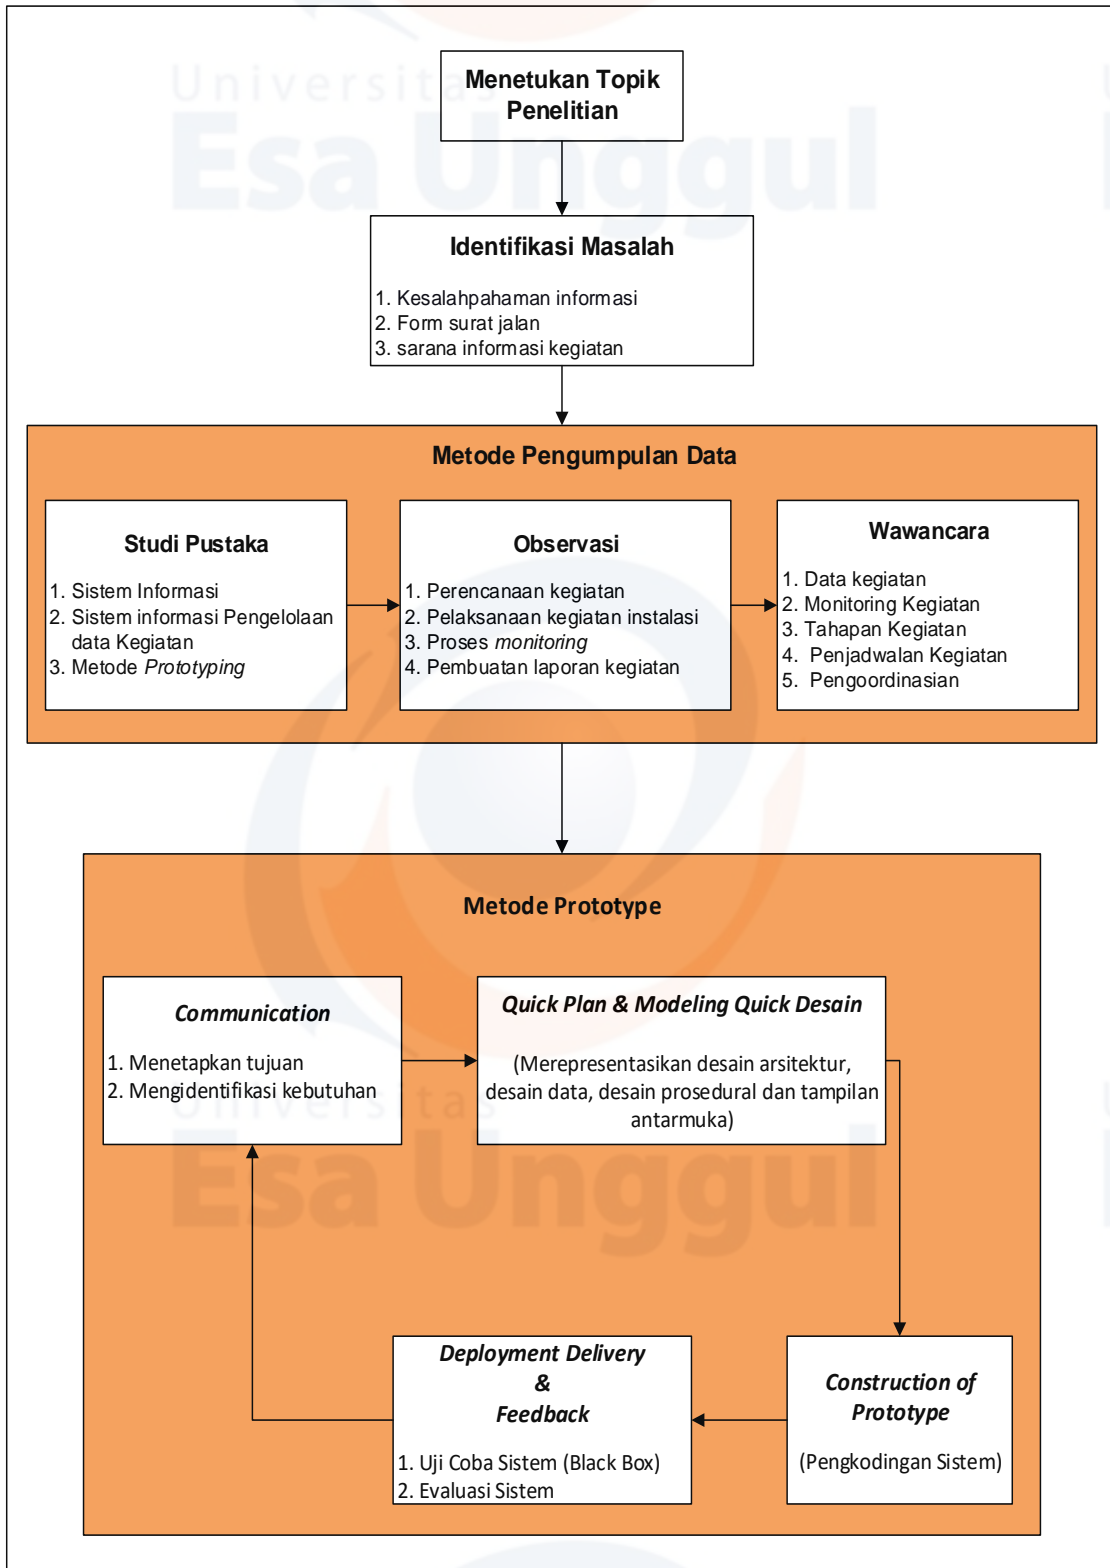 Universitas
Esa Unggul
Menetukan Topik
Penelitian
Identifikasi Masalah
1. Kesalahpahaman informasi
2. Form surat jalan
3. sarana informasi kegiatan
Metode Pengumpulan Data
Studi Pustaka
1. Sistem Informasi
2. Sistem informasi Pengelolaan
data Kegiatan
3. Metode Prototyping
Observasi
1. Perencanaan kegiatan
2. Pelaksanaan kegiatan instalasi
3. Proses monitoring
4. Pembuatan laporan kegiatan
Wawancara
1. Data kegiatan
2. Monitoring Kegiatan
3. Tahapan Kegiatan
4. Penjadwalan Kegiatan
5. Pengoordinasian
Metode Prototype
Communication
1. Menetapkan tujuan
2. Mengidentifikasi kebutuhan
Quick Plan & Modeling Quick Desain
(Merepresentasikan desain arsitektur,
desain data, desain prosedural dan tampilan
antarmuka)
Universitas
Esa Unggul
Deployment Delivery
&
Feedback
1. Uji Coba Sistem (Black Box)
2. Evaluasi Sistem
Construction of
Prototype
(Pengkodingan Sistem)